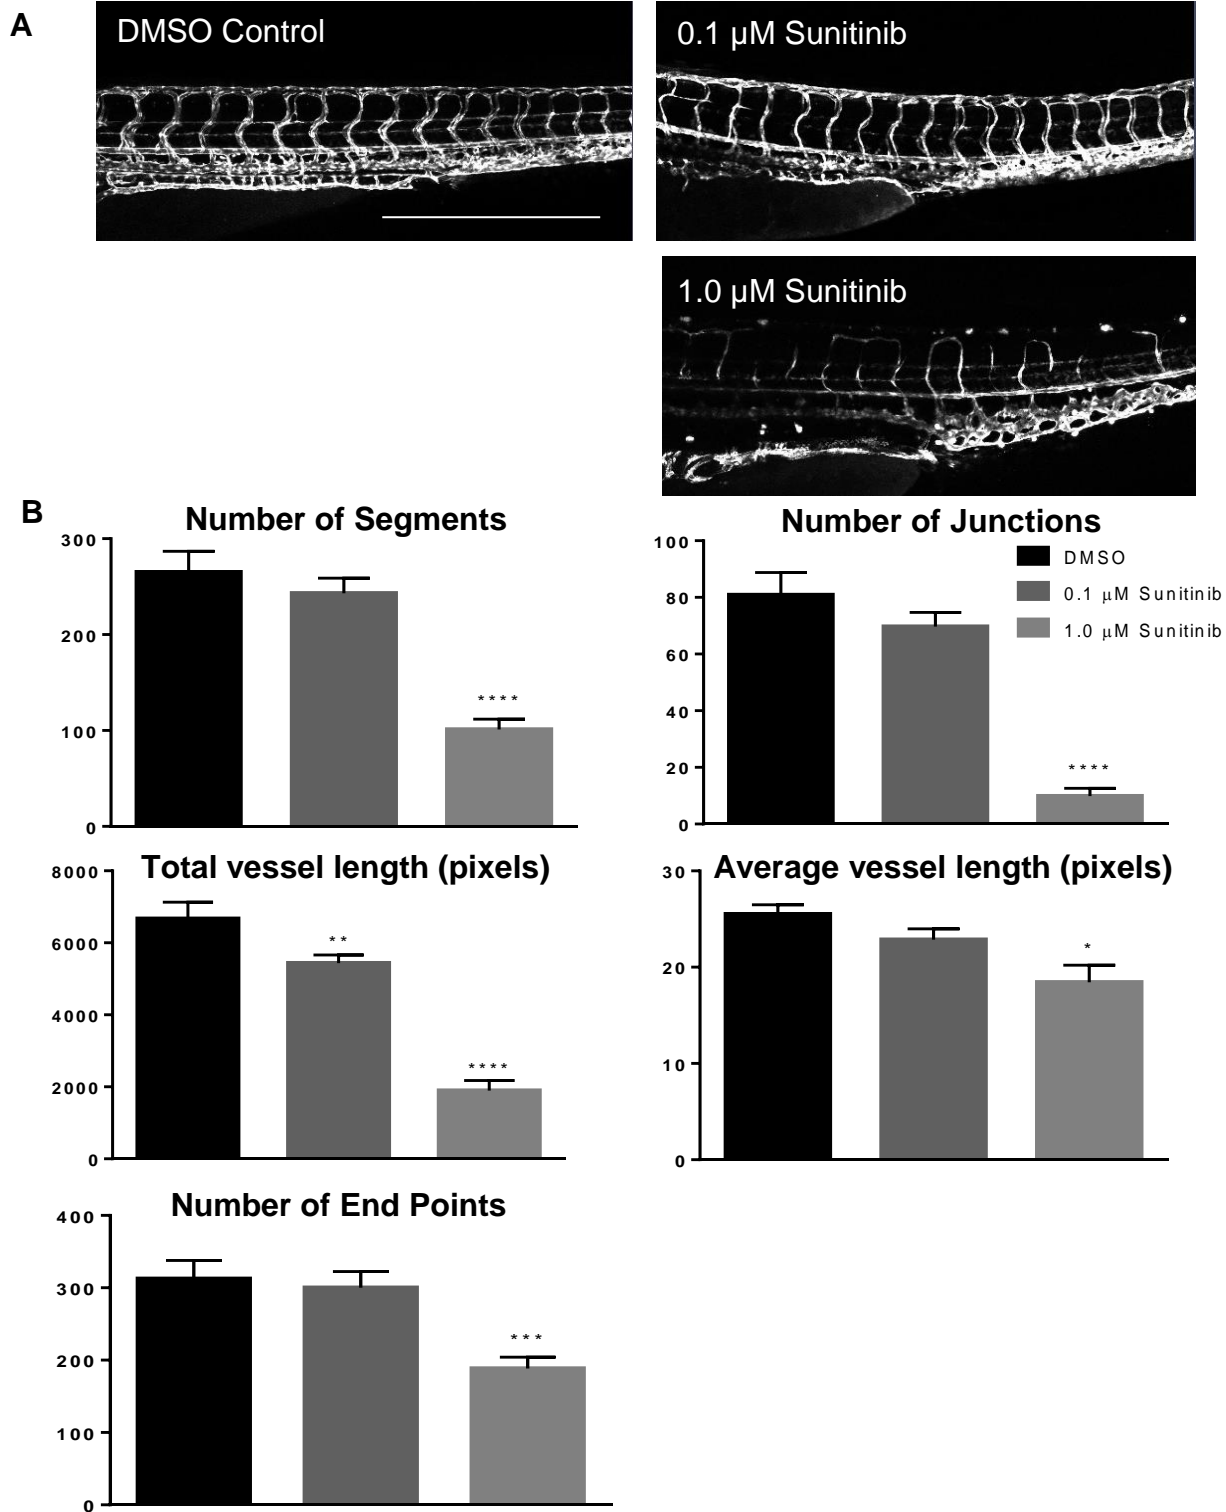 A
DMSO Control
0.1 µM Sunitinib
1.0 µM Sunitinib
B
Number of Segments
300
200
100
0
****
Number of Junctions
100
80
60
40
20
0
****
DMSO
0.1 µM Sunitinib
1.0 µM Sunitinib
Total vessel length (pixels)
8000
6000
4000
2000
0
**
****
Average vessel length (pixels)
30
20
10
0
*
Number of End Points
400
300
200
100
0
***